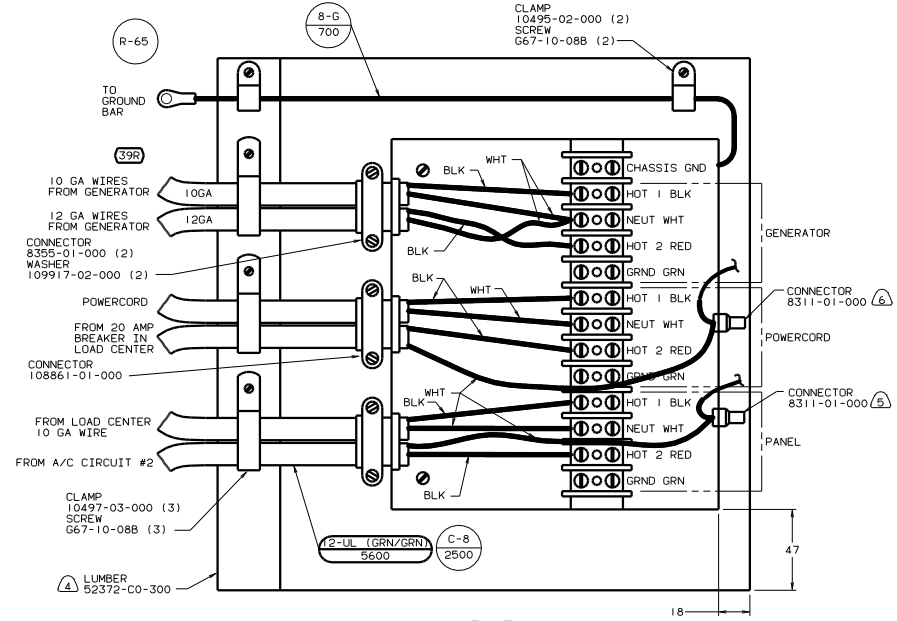 R-65
8-G
700
CLAMP
10495-02-000 (2)
SCREW
G67-10-08B (2)
TO
GROUND
BAR
39R
10 GA WIRES
FROM GENERATOR
10GA
12 GA WIRES
FROM GENERATOR
12GA
CONNECTOR
8355-01-000 (2)
WASHER
109917-02-000 (2)
BLK
WHT
BLK
CHASSIS GND
HOT 1 BLK
NEUT WHT
HOT 2 RED
GRND GRN
GENERATOR
POWERCORD
FROM 20 AMP
BREAKER IN
LOAD CENTER
CONNECTOR
108861-01-000
BLK
WHT
HOT 1 BLK
NEUT WHT
HOT 2 RED
GRND GRN
CONNECTOR
8311-01-000
6
POWERCORD
FROM LOAD CENTER
10 GA WIRE
FROM A/C CIRCUIT #2
WHT
BLK
BLK
HOT 1 BLK
NEUT WHT
HOT 2 RED
GRND GRN
CONNECTOR
8311-01-000
5
PANEL
CLAMP
10497-03-000 (3)
SCREW
G67-10-08B (3)
12-UL (GRN/GRN)
5600
C-8
2500
4
LUMBER
52372-C0-300
47
18